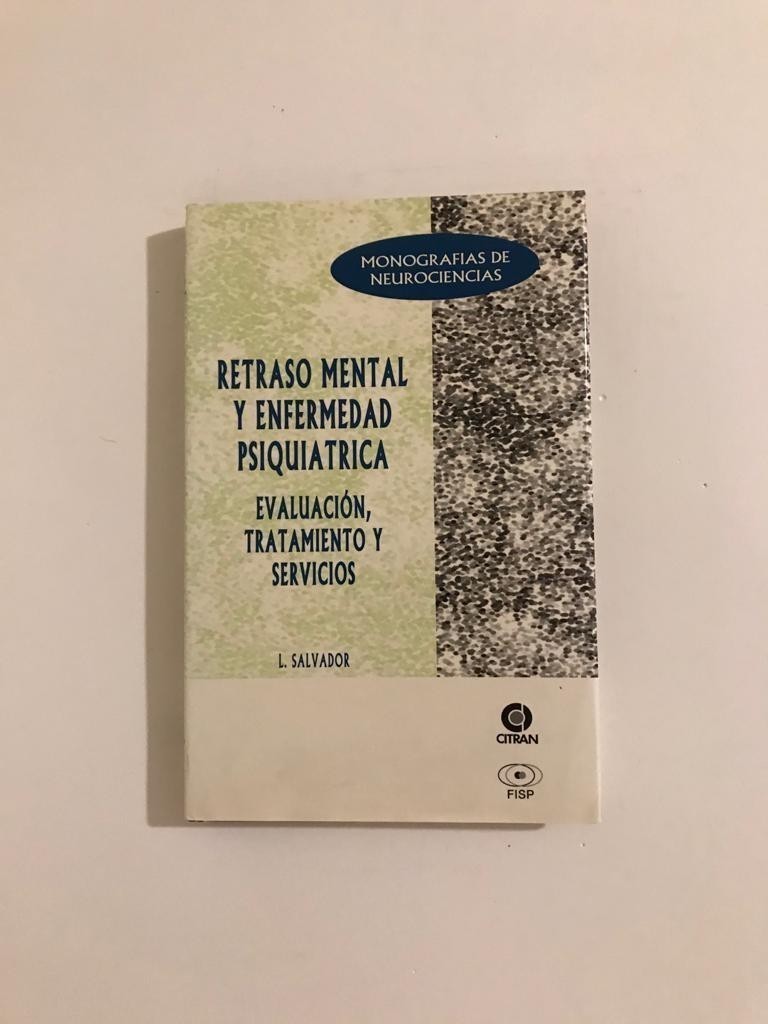 MONOGRAFIAS DE
NEUROCIENCIAS
RETRASO MENTAL
Y ENFERMEDAD
PSIQUIATRICA
EVALUACIÓN,
TRATAMIENTO Y
SERVICIOS
L. SALVADOR
CITRAN
FISP